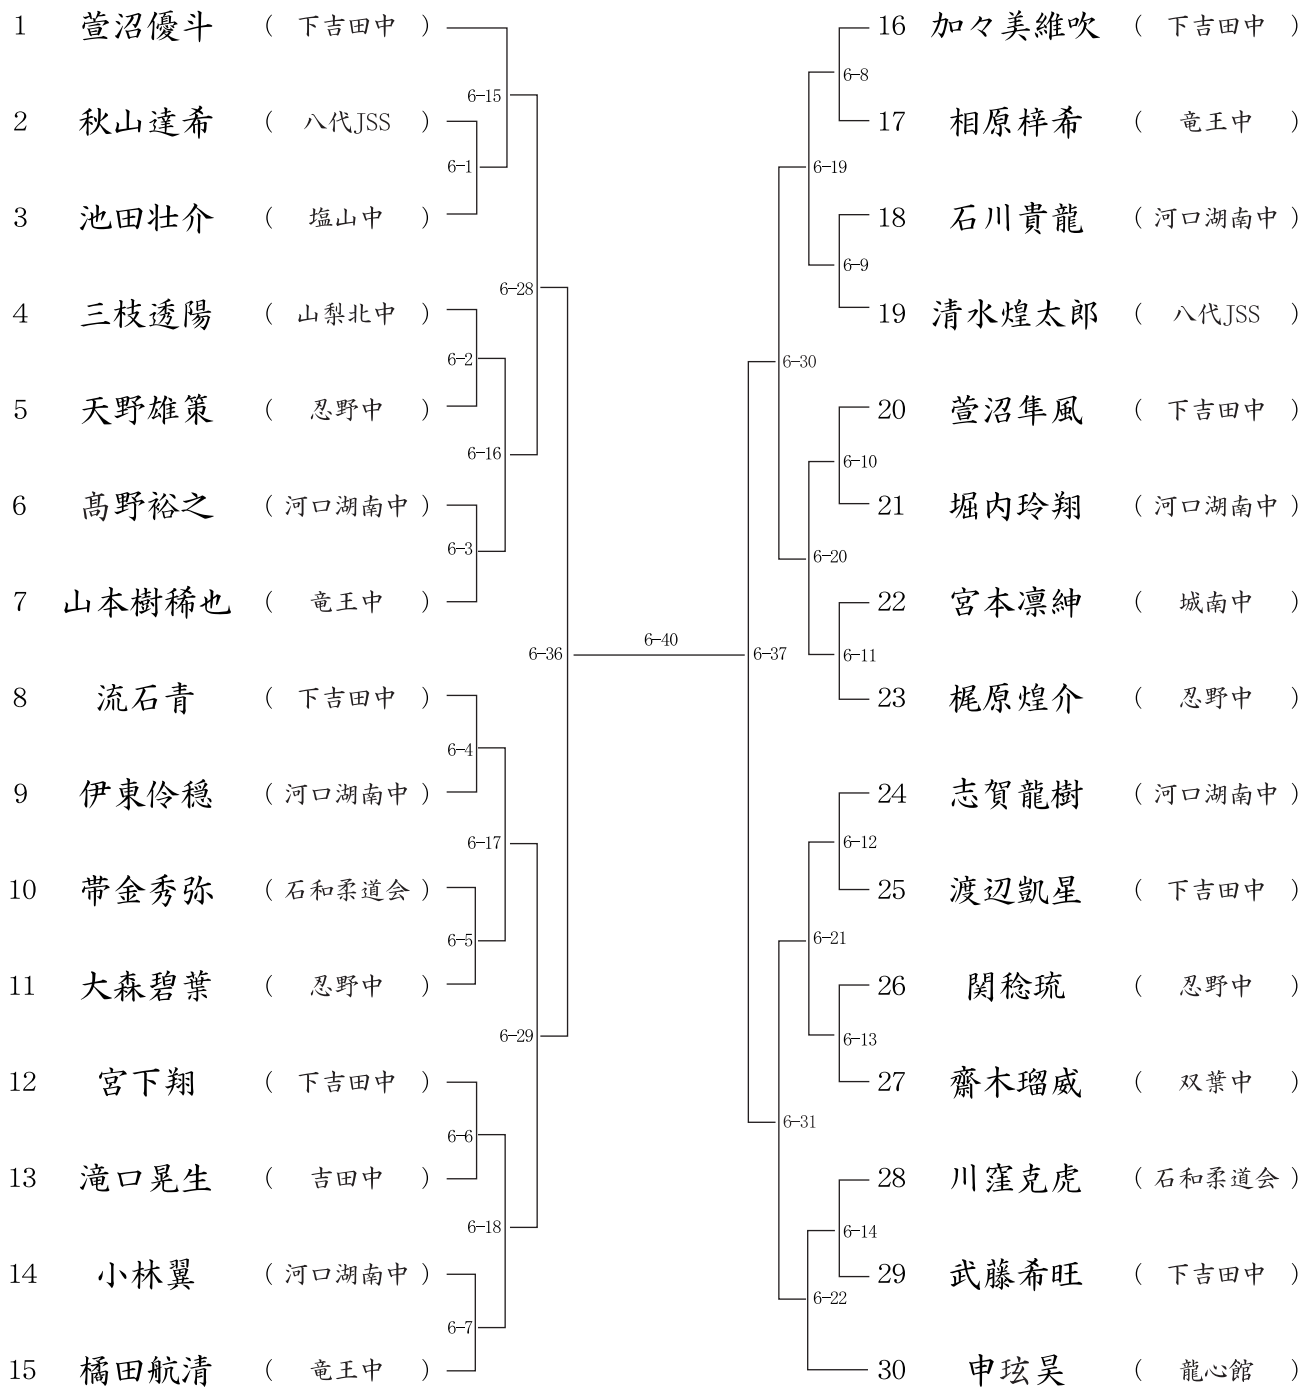 1 萱沼優斗 ( 下吉田中 )
2 秋山達希 ( 八代JSS )
3 池田壮介 ( 塩山中 )
4 三枝透陽 ( 山梨北中 )
5 天野雄策 ( 忍野中 )
6 髙野裕之 ( 河口湖南中 )
7 山本樹稀也 ( 竜王中 )
8 流石青 ( 下吉田中 )
9 伊東伶穏 ( 河口湖南中 )
10 帯金秀弥 ( 石和柔道会 )
11 大森碧葉 ( 忍野中 )
12 宮下翔 ( 下吉田中 )
13 滝口晃生 ( 吉田中 )
14 小林翼 ( 河口湖南中 )
15 橘田航清 ( 竜王中 )
6-1
6-2
6-3
6-4
6-5
6-6
6-7
6-15
6-16
6-17
6-18
6-28
6-29
6-36
6-40
6-37
6-30
6-31
6-19
6-20
6-21
6-22
6-8
6-9
6-10
6-11
6-12
6-13
6-14
16 加々美維吹 ( 下吉田中 )
17 相原梓希 ( 竜王中 )
18 石川貴龍 ( 河口湖南中 )
19 清水煌太郎 ( 八代JSS )
20 萱沼隼風 ( 下吉田中 )
21 堀内玲翔 ( 河口湖南中 )
22 宮本凛紳 ( 城南中 )
23 梶原煌介 ( 忍野中 )
24 志賀龍樹 ( 河口湖南中 )
25 渡辺凱星 ( 下吉田中 )
26 関稔琉 ( 忍野中 )
27 齋木瑠威 ( 双葉中 )
28 川窪克虎 ( 石和柔道会 )
29 武藤希旺 ( 下吉田中 )
30 申玹昊 ( 龍心館 )